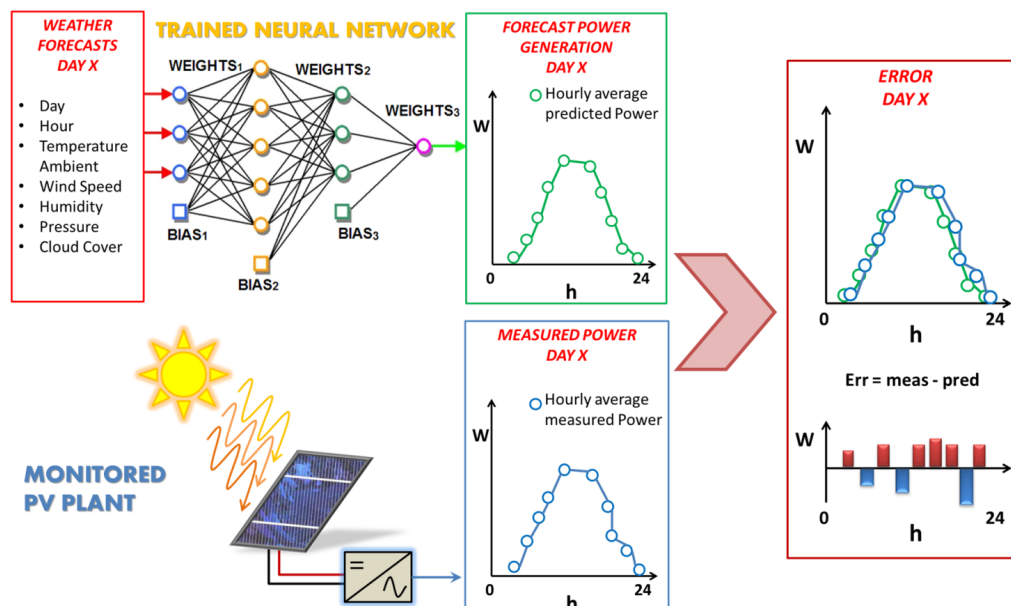 WEATHER
FORECASTS
DAY X
• Day
• Hour
• Temperature
Ambient
• Wind Speed
• Humidity
• Pressure
• Cloud Cover
TRAINED NEURAL NETWORK
WEIGHTS1
WEIGHTS2
WEIGHTS3
BIAS1
BIAS2
BIAS3
FORECAST POWER
GENERATION
DAY X
W
Hourly average
predicted Power
0
24
h
MONITORED
PV PLANT
MEASURED POWER
DAY X
W
Hourly average
measured Power
0
24
h
ERROR
DAY X
W
0
24
h
Err = meas - pred
W
0
24
h